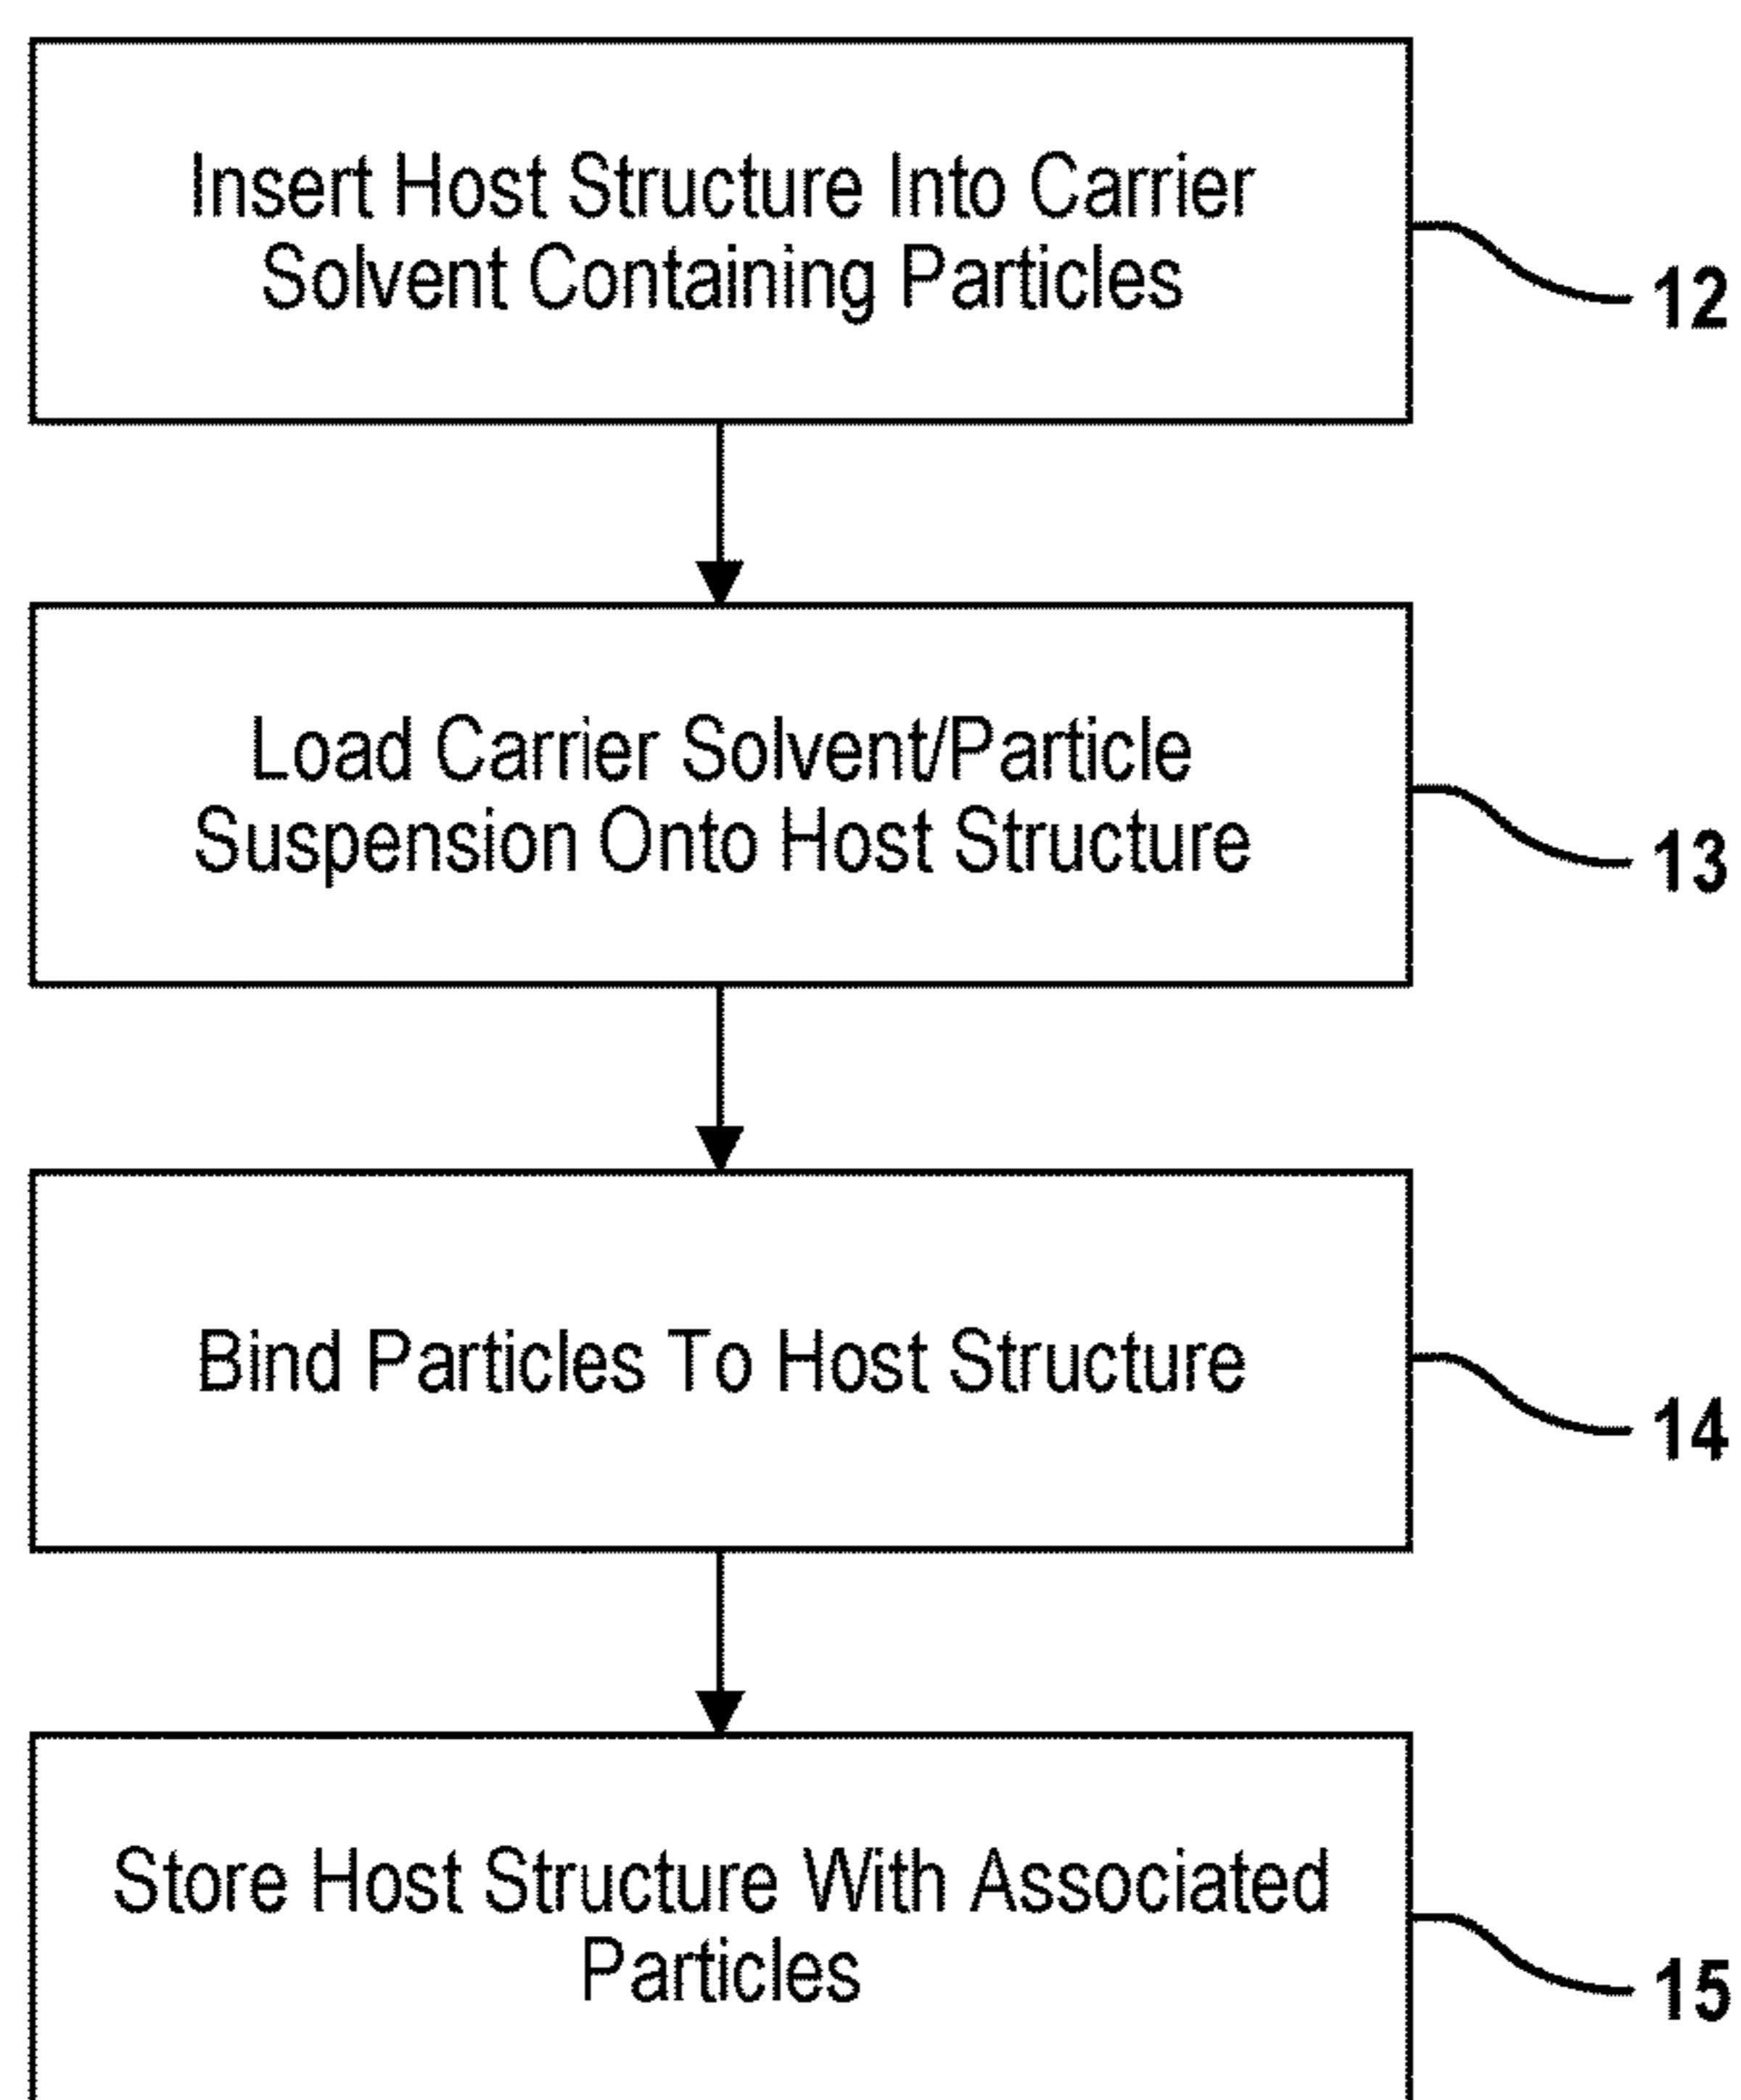 Insert Host Structure Into Carrier
Solvent Containing Particles
12
Load Carrier Solvent/Particle
Suspension Onto Host Structure
13
Bind Particles To Host Structure
14
Store Host Structure With Associated
Particles
15